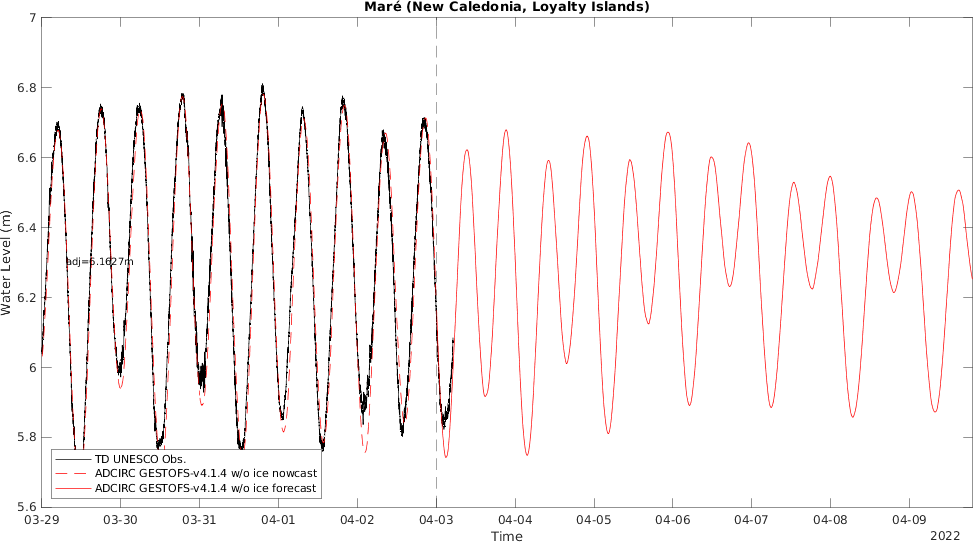 Maré (New Caledonia, Loyalty Islands)
7
6.8
6.6
6.4
6.2
6
5.8
5.6
Water Level (m)
adj=6.1627m
TD UNESCO Obs.
ADCIRC GESTOFS-v4.1.4 w/o ice nowcast
ADCIRC GESTOFS-v4.1.4 w/o ice forecast
03-29 03-30 03-31 04-01 04-02 04-03 04-04 04-05 04-06 04-07 04-08 04-09
Time
2022